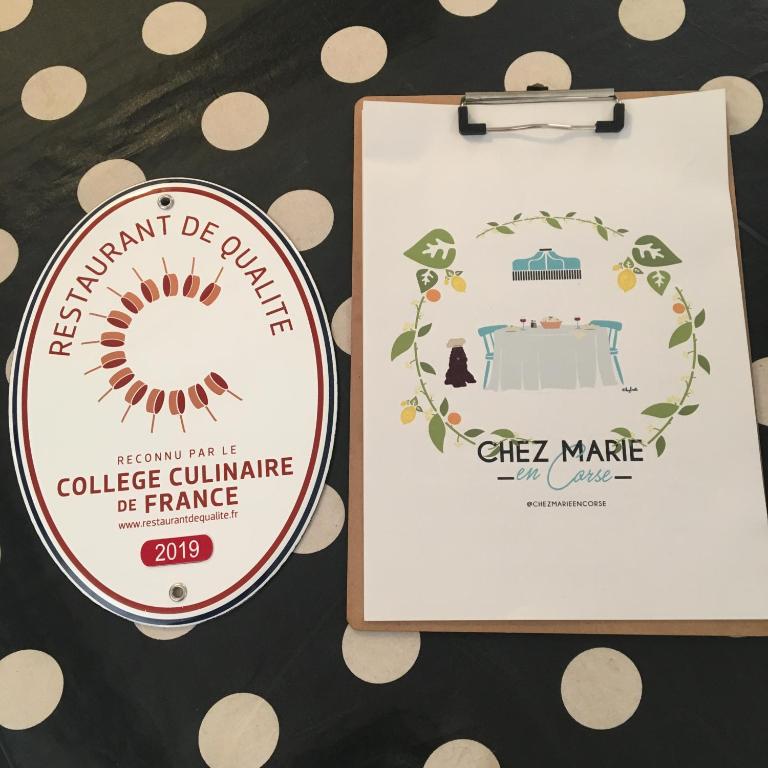 RESTAURANT DE QUALITE
RECONNU PAR LE
COLLEGE CULINAIRE
DE FRANCE
www.restaurantdequalite.fr
2019
CHEZ MARIE
en Corse
@CHEZMARIEENCORSE